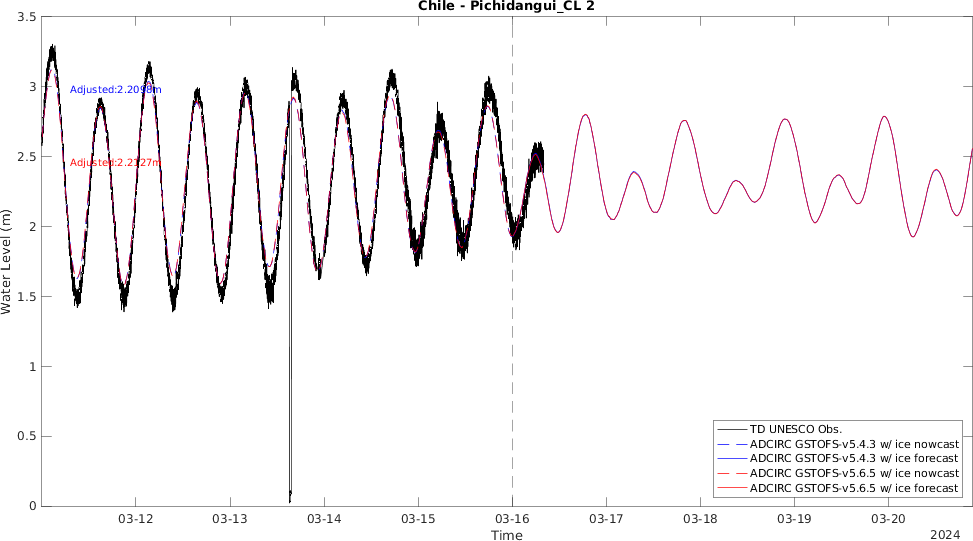 Chile - Pichidangui_CL 2
3.5
3
2.5
2
1.5
1
0.5
0
Water Level (m)
Adjusted:2.2098m
Adjusted:2.2127m
TD UNESCO Obs.
ADCIRC GSTOFS-v5.4.3 w/ ice nowcast
ADCIRC GSTOFS-v5.4.3 w/ ice forecast
ADCIRC GSTOFS-v5.6.5 w/ ice nowcast
ADCIRC GSTOFS-v5.6.5 w/ ice forecast
03-12 03-13 03-14 03-15 03-16 03-17 03-18 03-19 03-20
Time
2024